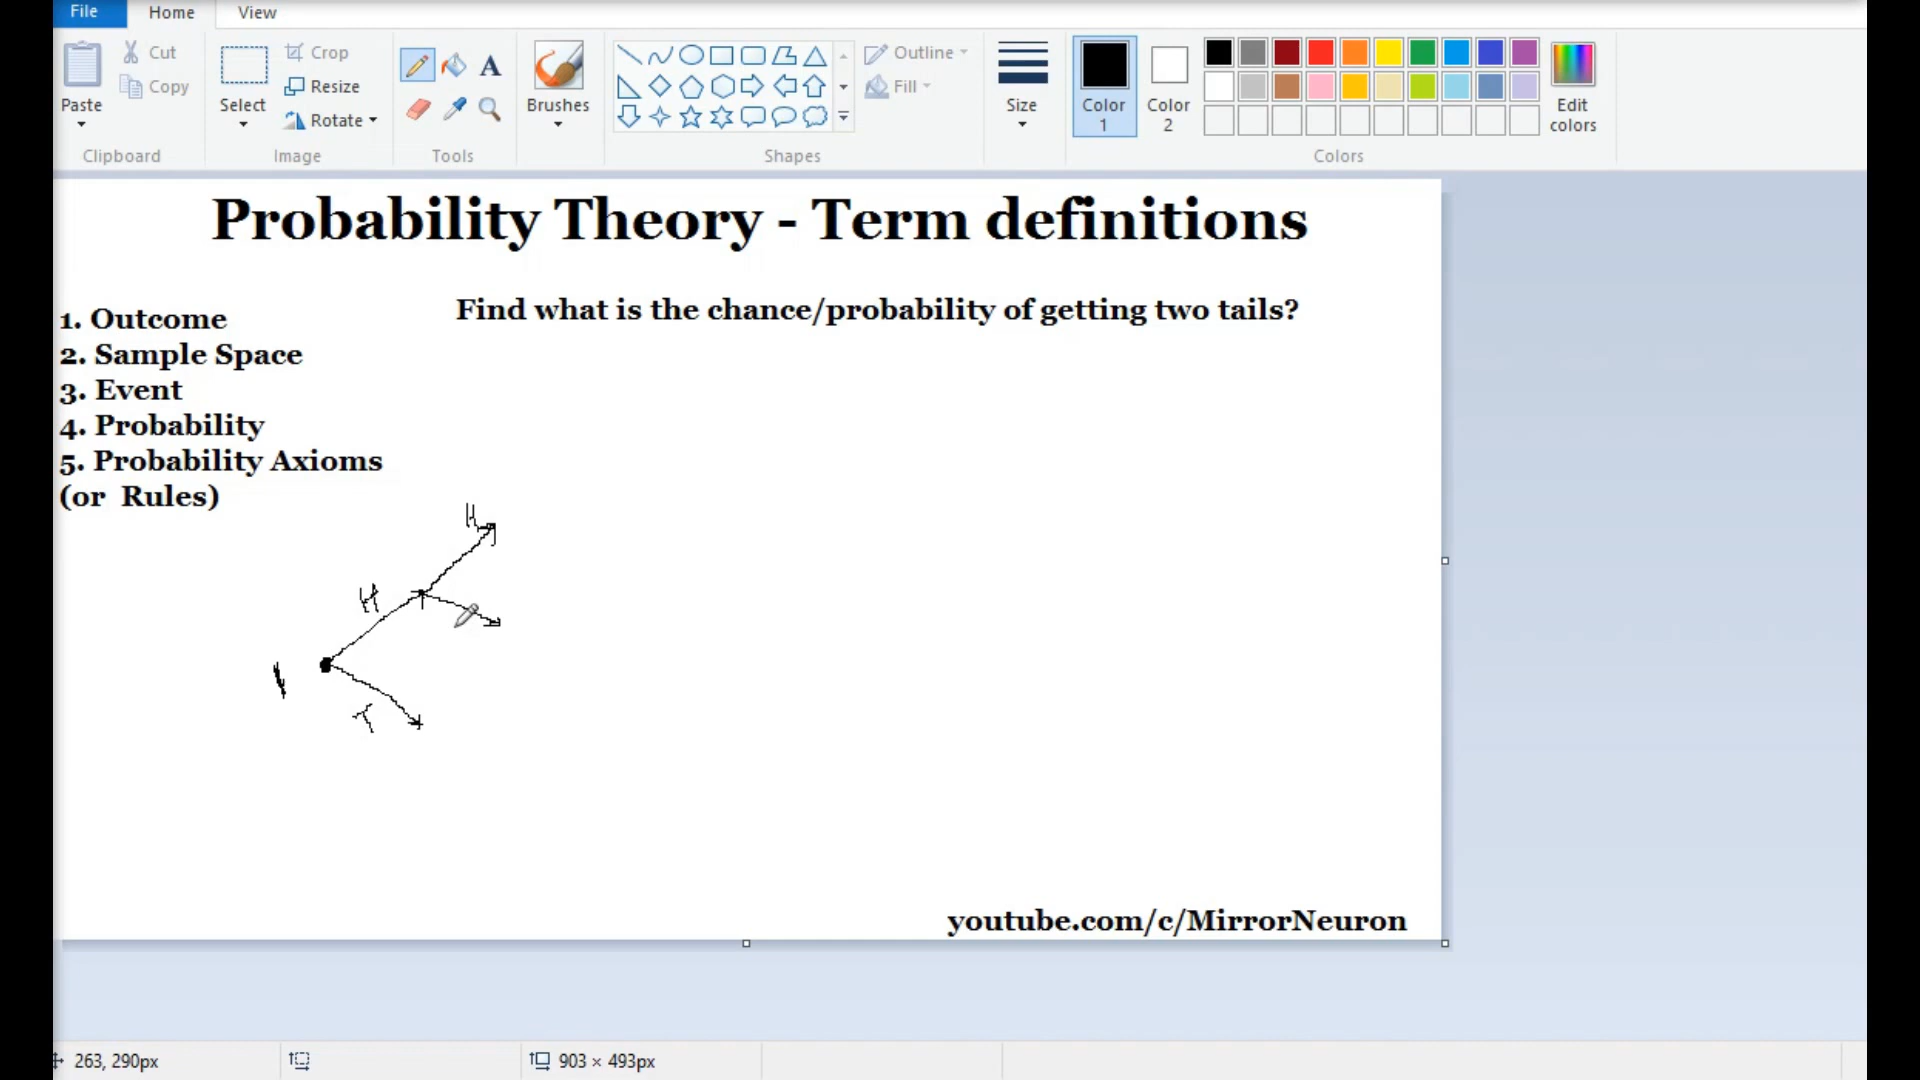 File Home View
Paste Cut Copy Clipboard
Select Crop Resize Rotate Image
A
Tools
Brushes
Shapes
Outline Fill
Size
Color 1 Color 2 Edit colors Colors
Probability Theory - Term definitions
1. Outcome
2. Sample Space
3. Event
4. Probability
5. Probability Axioms
(or Rules)
Find what is the chance/probability of getting two tails?
H
H
T
youtube.com/c/MirrorNeuron
263, 290px
903 × 493px